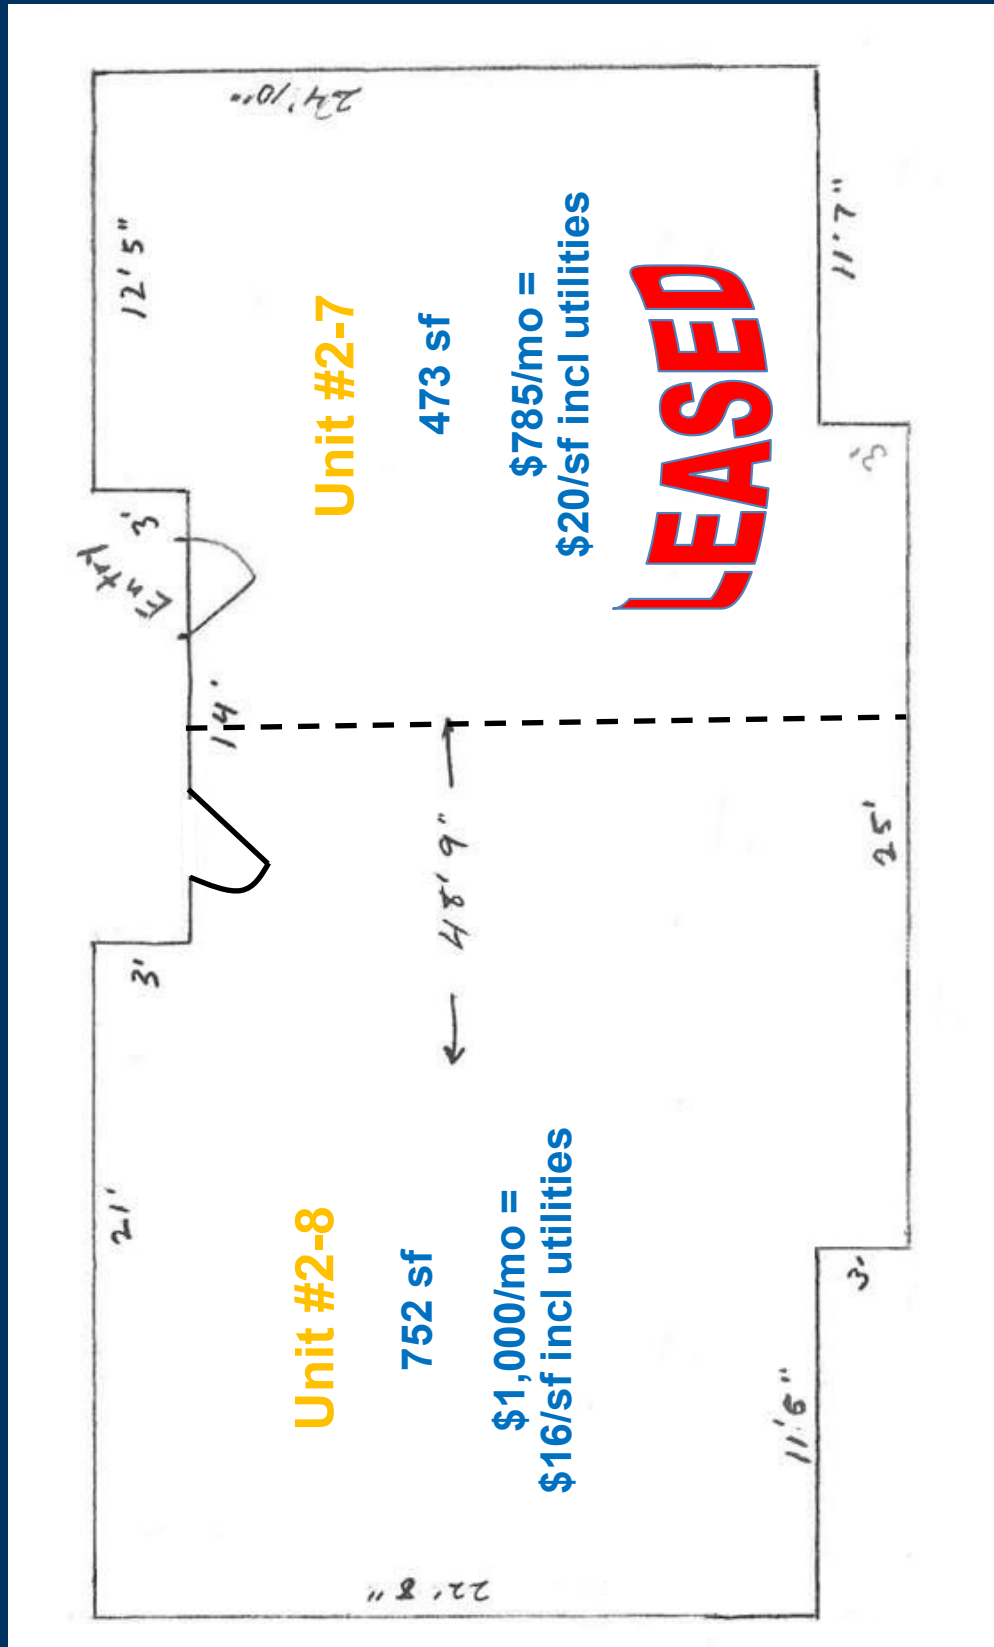 24'10"
12'5"
11'7"
Unit #2-7
473 sf
$785/mo =
$20/sf incl utilities
LEASED
3'
3'
Entry
14'
48'9"
25'
3'
21'
Unit #2-8
752 sf
$1,000/mo =
$16/sf incl utilities
3'
22'8"